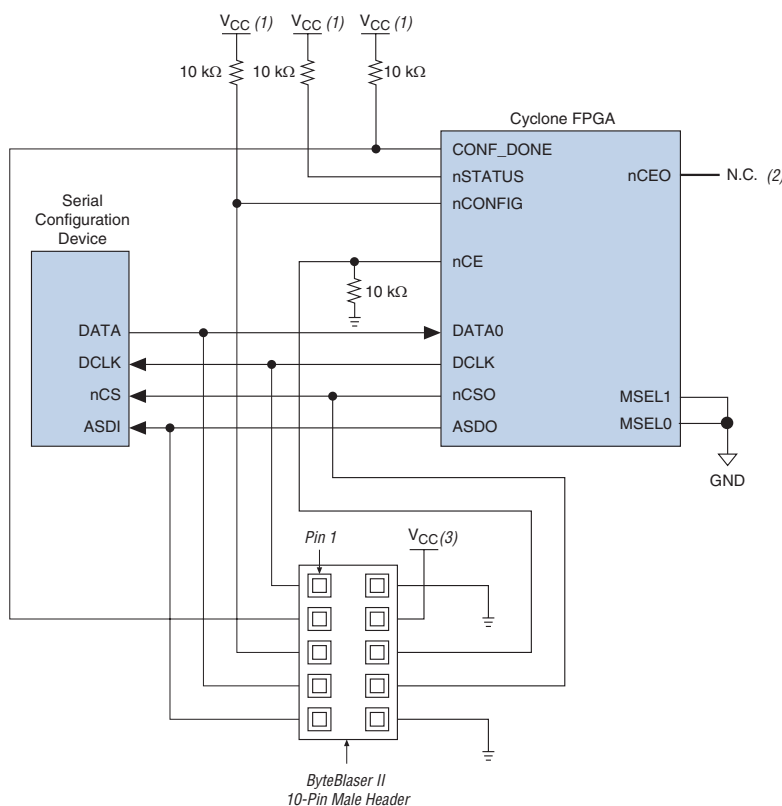 VCC (1) VCC (1) VCC (1)
10 kΩ 10 kΩ 10 kΩ
Cyclone FPGA
CONF_DONE
nSTATUS nCEO N.C. (2)
nCONFIG
Serial
Configuration
Device
nCE
10 kΩ
DATA DATA0
DCLK DCLK
nCS nCSO MSEL1
ASDI ASDO MSEL0
GND
Pin 1 VCC (3)
ByteBlaser II
10-Pin Male Header